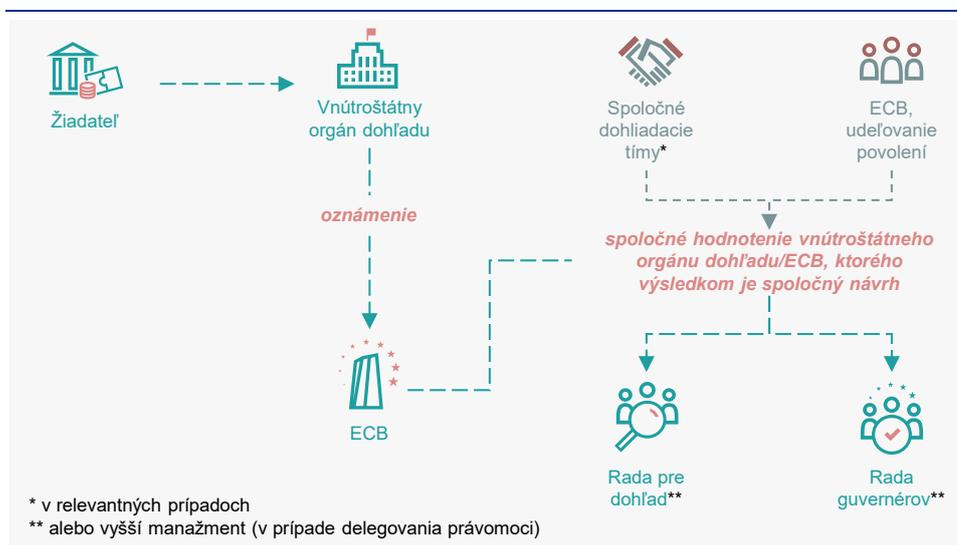 Žiadateľ
Vnútroštátny
orgán dohľadu
Spoločné
dohliadacie
tímy*
ECB,
udeľovanie
povolení
oznámenie
spoločné hodnotenie vnútroštátneho
orgánu dohľadu/ECB, ktorého
výsledkom je spoločný návrh
ECB
Rada pre
dohľad**
Rada
guvernérov**
* v relevantných prípadoch
** alebo vyšší manažment (v prípade delegovania právomoci)